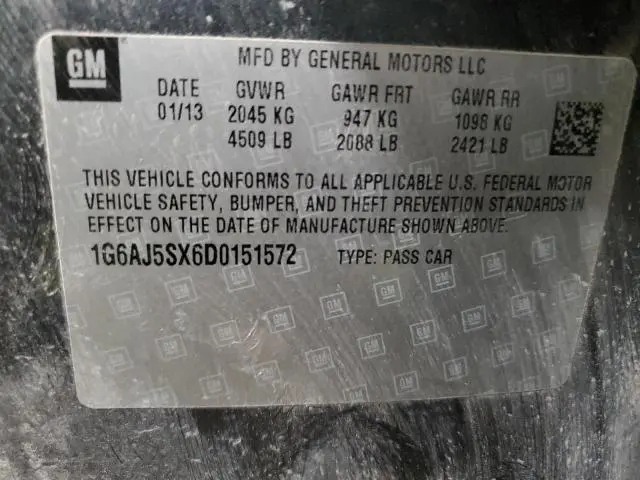 GM
MFD BY GENERAL MOTORS LLC
DATE GVWR GAWR FRT GAWR RR
01/13 2045 KG 947 KG 1098 KG
4509 LB 2088 LB 2421 LB
THIS VEHICLE CONFORMS TO ALL APPLICABLE U.S. FEDERAL MOTOR
VEHICLE SAFETY, BUMPER, AND THEFT PREVENTION STANDARDS IN
EFFECT ON THE DATE OF MANUFACTURE SHOWN ABOVE.
1G6AJ5SX6D0151572 TYPE: PASS CAR